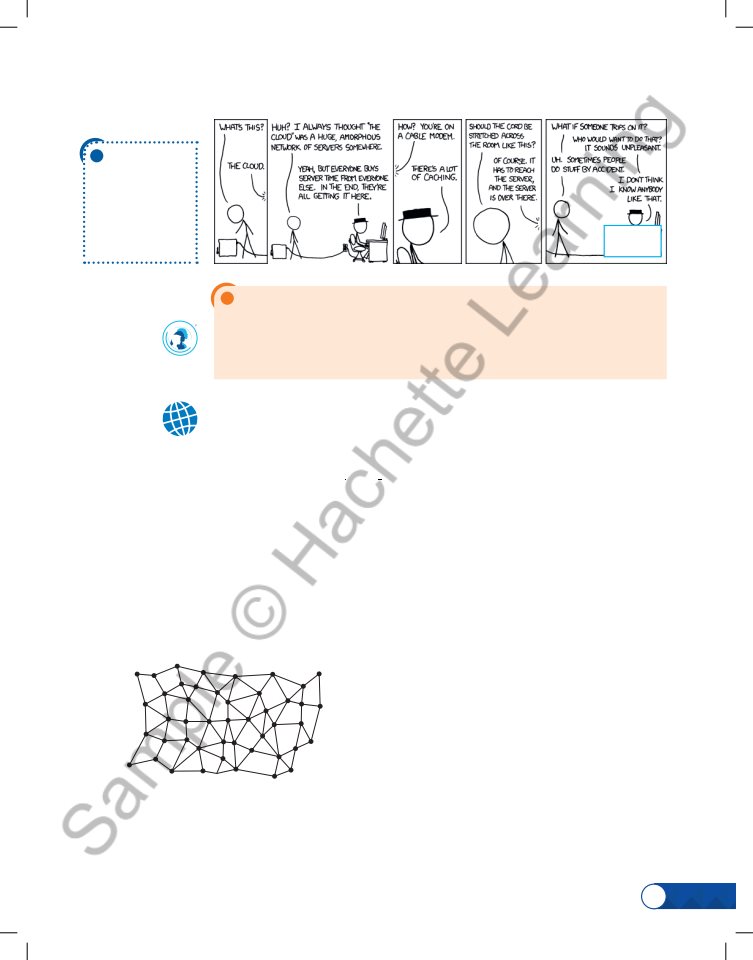 WHAT'S THIS?
THE CLOUD.
HUH? I ALWAYS THOUGHT "THE
CLOUD" WAS A HUGE, AMORPHOUS
NETWORK OF SERVERS SOMEWHERE.
YEAH, BUT EVERYONE BUYS
SERVER TIME FROM EVERYONE
ELSE. IN THE END, THEY'RE
ALL GETTING IT HERE.
HOW? YOU'RE ON
A CABLE MODEM.
THERE'S A LOT
OF CACHING.
SHOULD THE CORD BE
STRETCHED ACROSS
THE ROOM LIKE THIS?
OF COURSE. IT
HAS TO REACH
THE SERVER,
AND THE SERVER
IS OVER THERE.
WHAT IF SOMEONE TRIPS ON IT?
WHO WOULD WANT TO DO THAT?
IT SOUNDS UNPLEASANT.
UH. SOMETIMES PEOPLE
DO STUFF BY ACCIDENT.
I DON'T THINK
I KNOW ANYBODY
LIKE THAT.
Sample © Hachette Learning